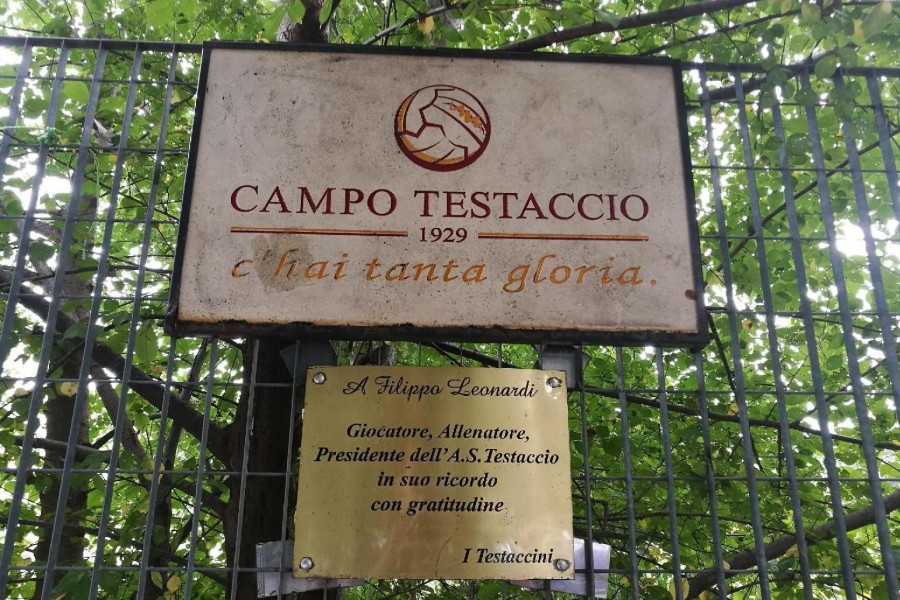 CAMPO TESTACCIO
1929
c'hai tanta gloria.
A Filippo Leonardi
Giocatore, Allenatore,
Presidente dell'A.S. Testaccio
in suo ricordo
con gratitudine
I Testaccini